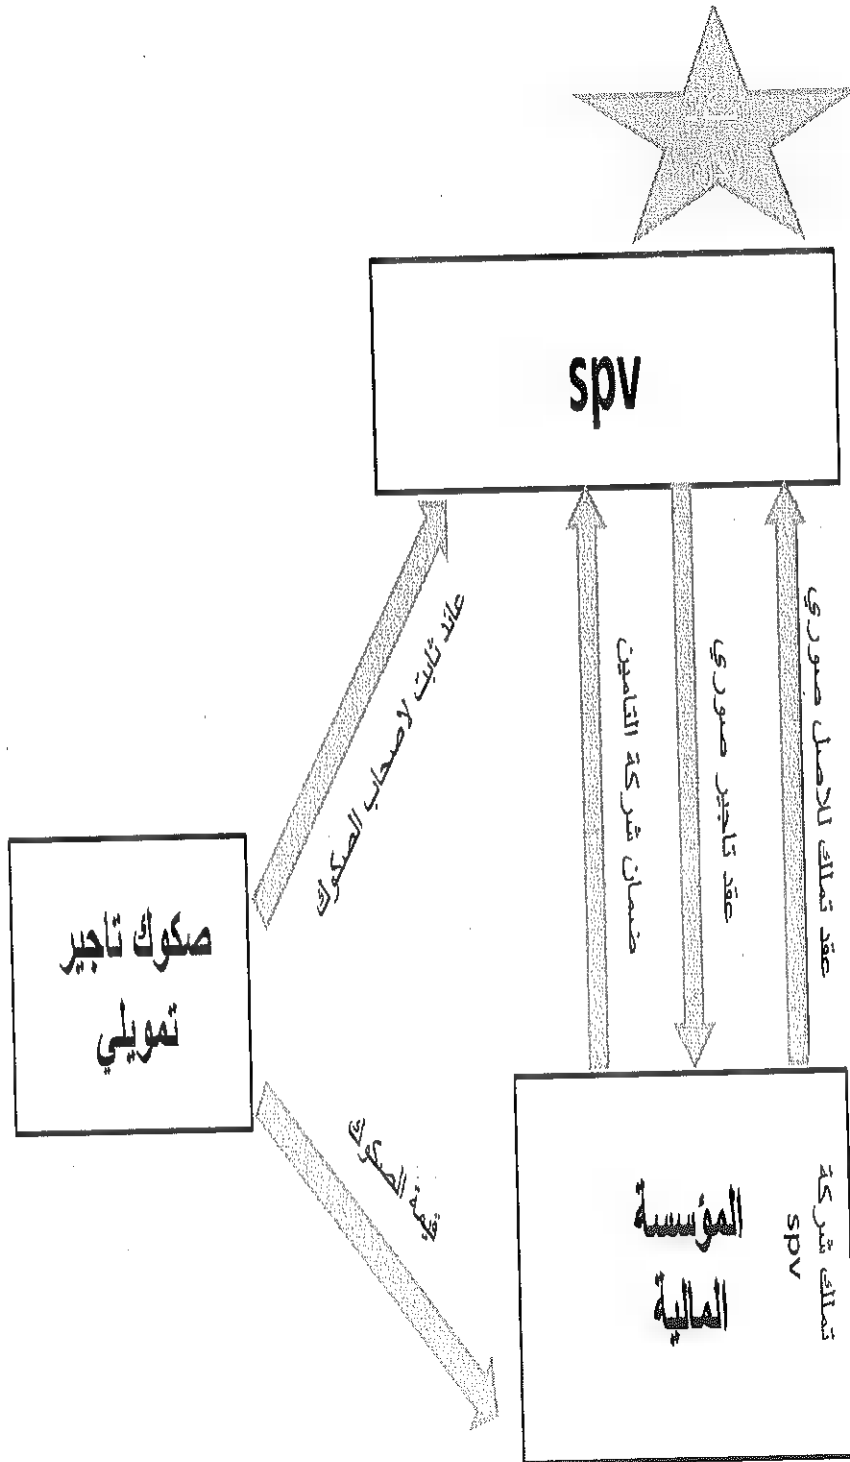 spv
عقد تملك للاصل صوري
عقد تاجير صوري
ضمان شركة التامين
عائد ثابت لاصحاب الصكوك
صكوك تاجير
تمويلي
قيمة الصكوك
تملك شركة
spv
المؤسسة
المالية